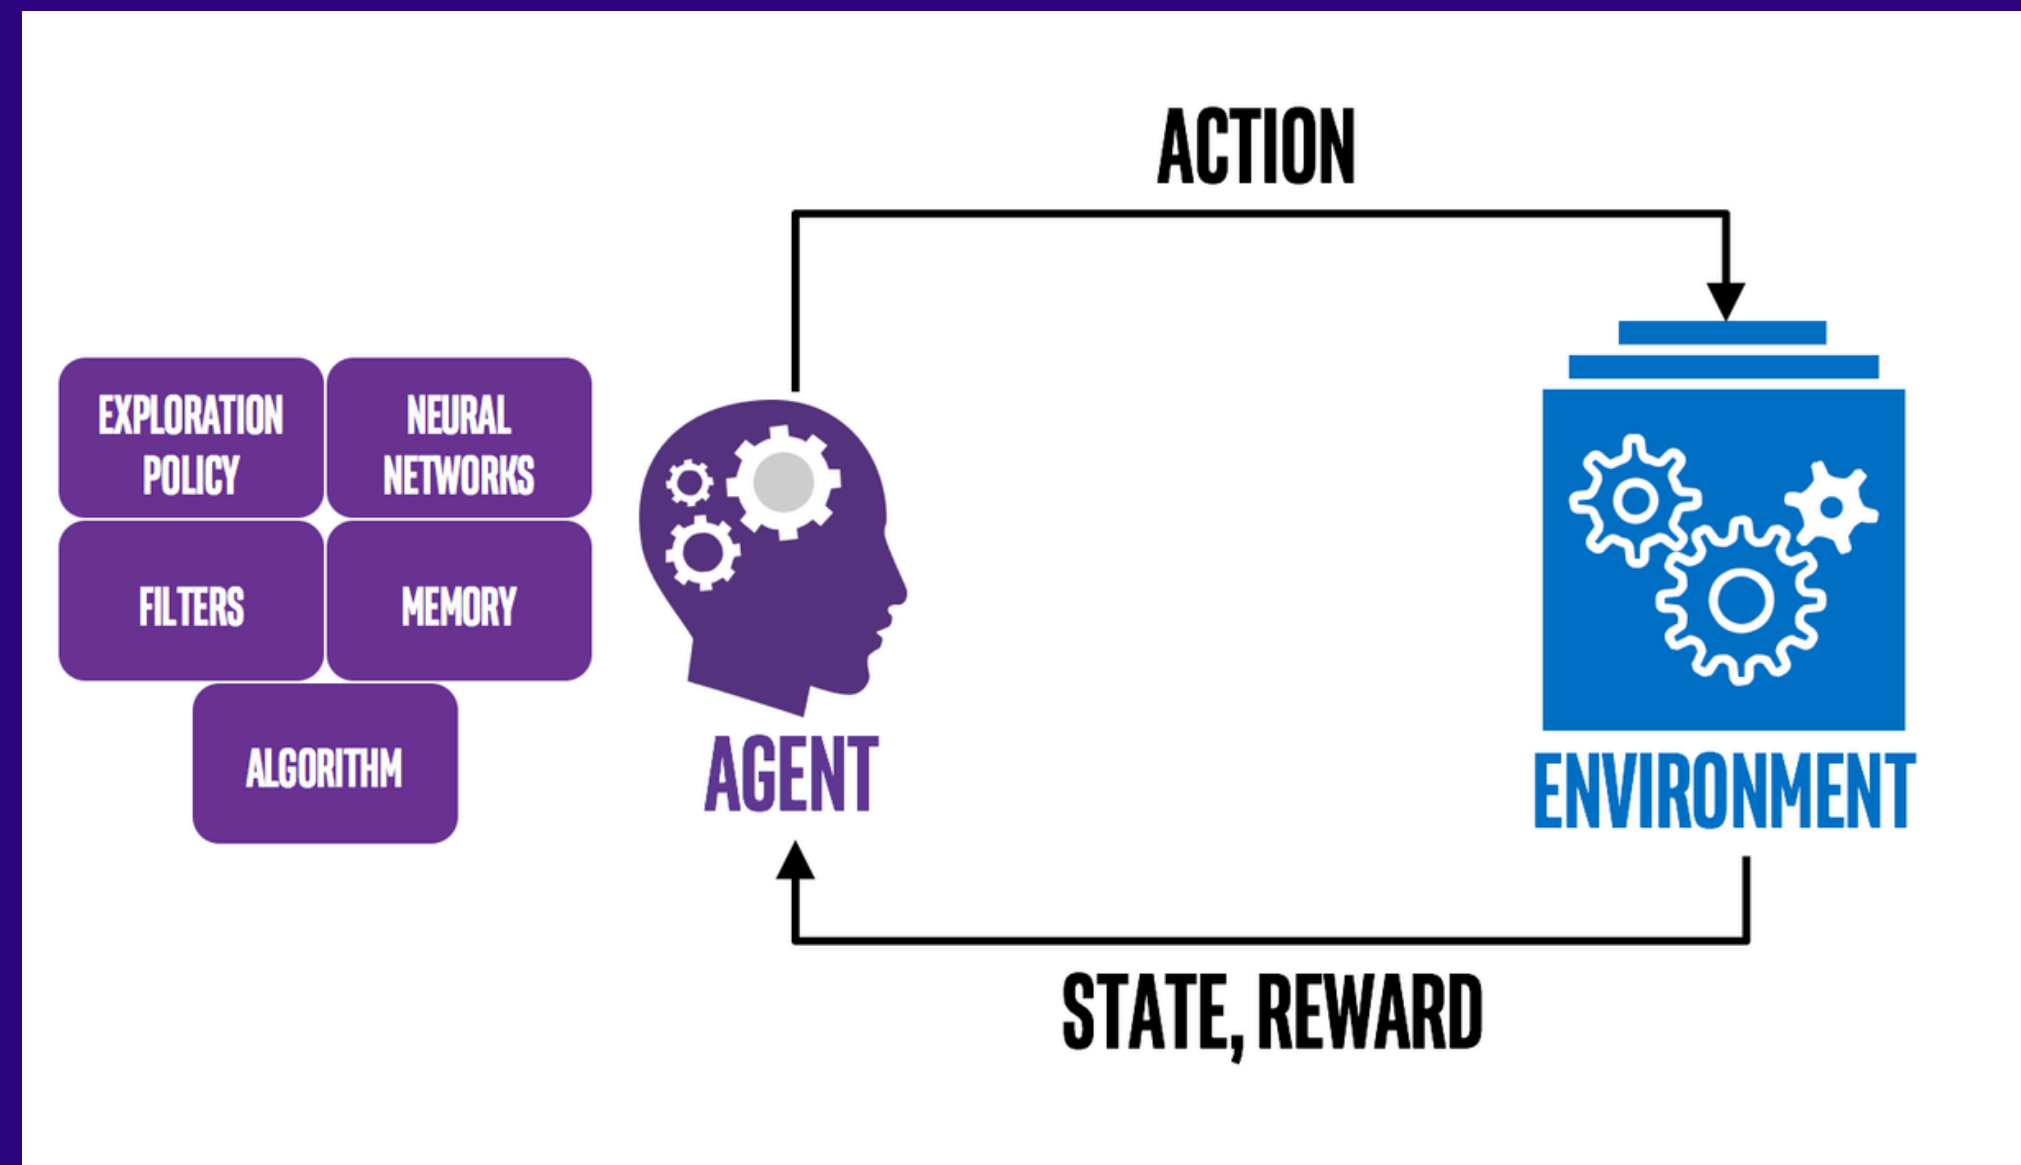 ACTION
EXPLORATION
POLICY
NEURAL
NETWORKS
FILTERS
MEMORY
ALGORITHM
AGENT
ENVIRONMENT
STATE, REWARD